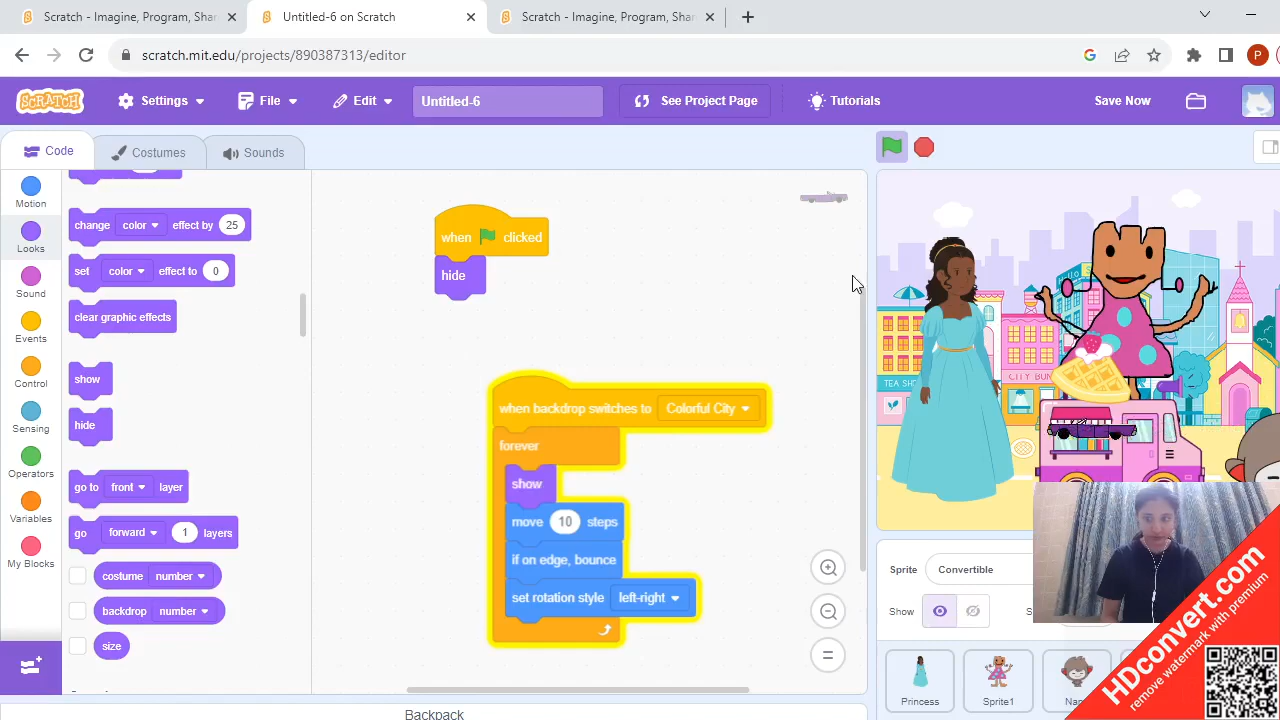 Scratch - Imagine, Program, Shar
Untitled-6 on Scratch
Scratch - Imagine, Program, Shar
scratch.mit.edu/projects/890387313/editor
P
SCRATCH
Settings
File
Edit
Untitled-6
See Project Page
Tutorials
Save Now
Code
Costumes
Sounds
Motion
Looks
Sound
Events
Control
Sensing
Operators
Variables
My Blocks
change color effect by 25
set color effect to 0
clear graphic effects
show
hide
go to front layer
go forward 1 layers
costume number
backdrop number
size
when clicked
hide
when backdrop switches to Colorful City
forever
show
move 10 steps
if on edge, bounce
set rotation style left-right
TEA SH
CITY BUN
Sprite
Convertible
Show
Princess
Sprite1
HDconvert.com
remove watermark with premium
Backpack